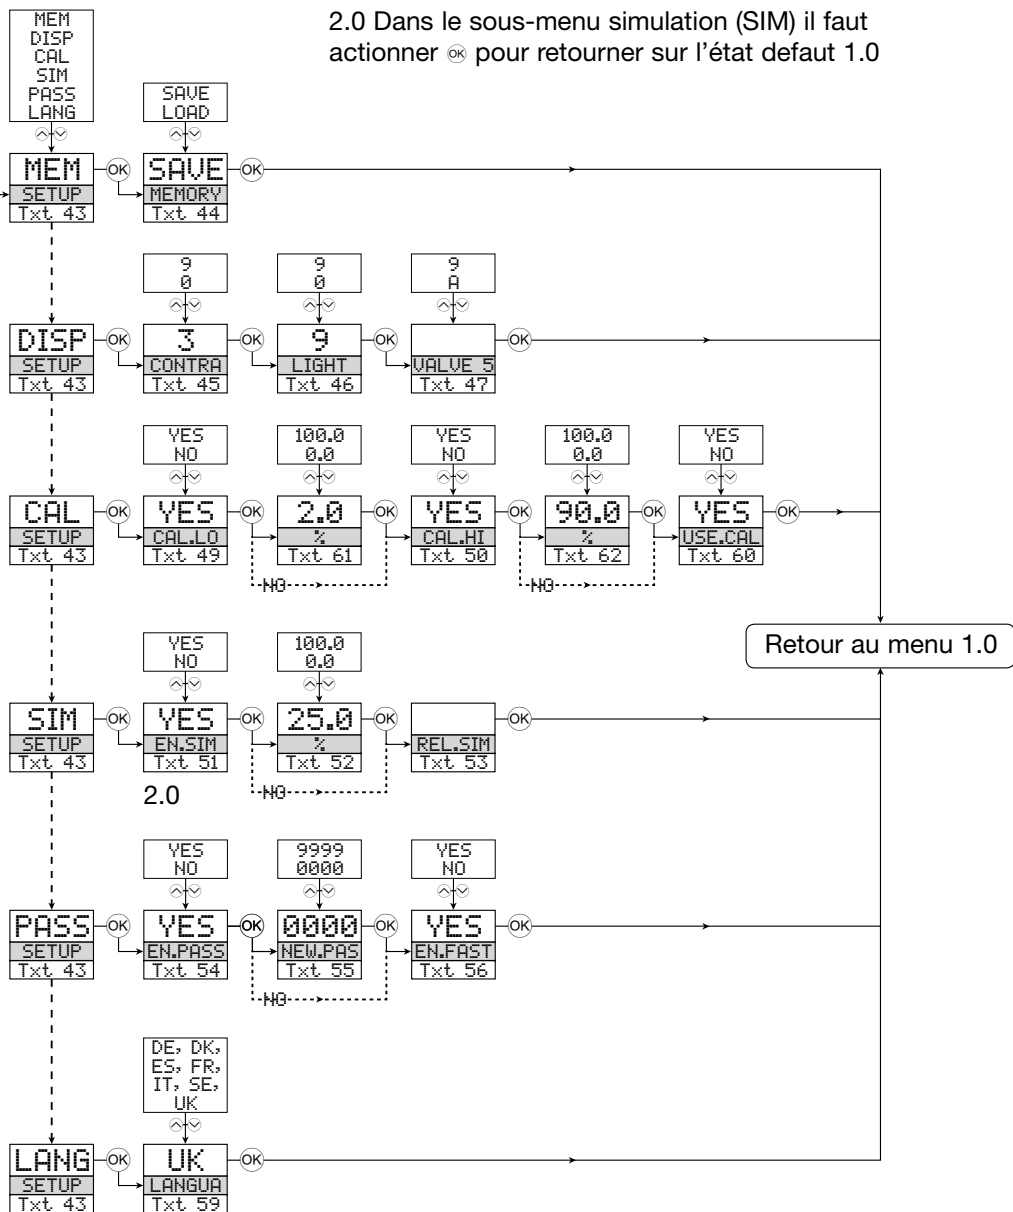 2.0 Dans le sous-menu simulation (SIM) il faut
actionner OK pour retourner sur l'état defaut 1.0
MEM
DISP
CAL
SIM
PASS
LANG
SAVE
LOAD
MEM
SETUP
Txt 43
OK
SAVE
MEMORY
Txt 44
OK
9
0
9
0
9
A
DISP
SETUP
Txt 43
OK
3
CONTRA
Txt 45
OK
9
LIGHT
Txt 46
OK
VALVE 5
Txt 47
OK
YES
NO
100.0
0.0
YES
NO
100.0
0.0
YES
NO
CAL
SETUP
Txt 43
OK
YES
CAL.LO
Txt 49
OK
2.0
%
Txt 61
OK
YES
CAL.HI
Txt 50
OK
90.0
%
Txt 62
OK
YES
USE.CAL
Txt 60
OK
NO
NO
Retour au menu 1.0
YES
NO
100.0
0.0
SIM
SETUP
Txt 43
OK
YES
EN.SIM
Txt 51
OK
25.0
%
Txt 52
OK
REL.SIM
Txt 53
OK
2.0
NO
YES
NO
9999
0000
YES
NO
PASS
SETUP
Txt 43
OK
YES
EN.PASS
Txt 54
OK
0000
NEW.PAS
Txt 55
OK
YES
EN.FAST
Txt 56
OK
NO
DE, DK,
ES, FR,
IT, SE,
UK
LANG
SETUP
Txt 43
OK
UK
LANGUA
Txt 59
OK